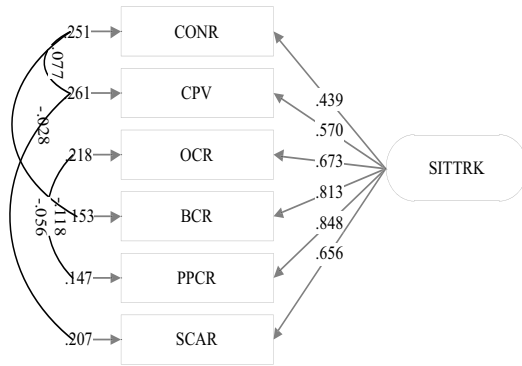 .251
CONR
.077
.439
.261
CPV
.570
-.028
.218
OCR
.673
SITTRK
.813
-.118
-.056
.153
BCR
.848
.147
PPCR
.656
.207
SCAR